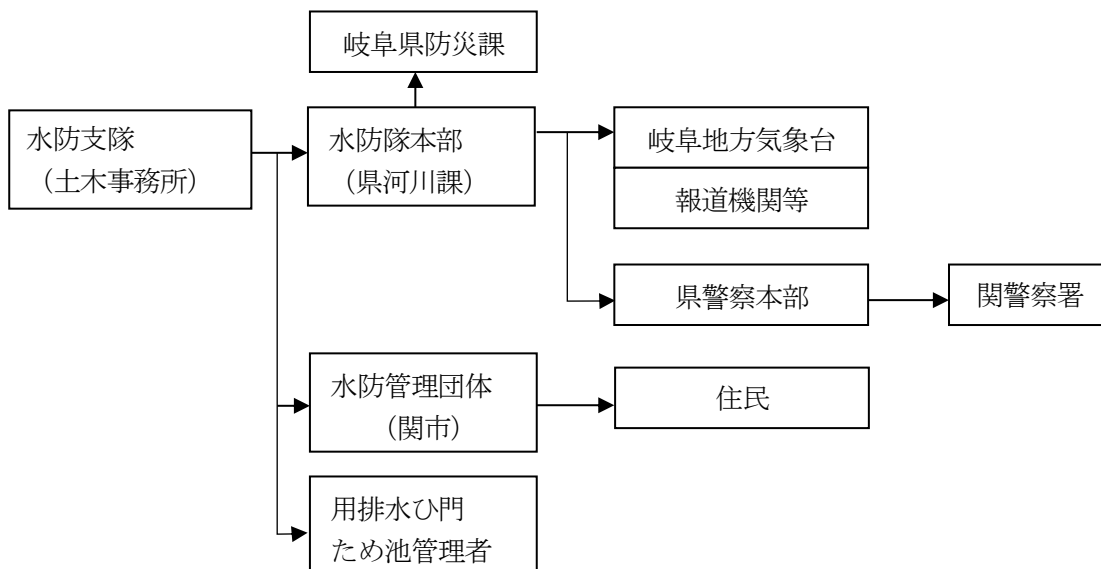 岐阜県防災課
水防支隊
（土木事務所）
水防隊本部
（県河川課）
岐阜地方気象台
報道機関等
県警察本部
関警察署
水防管理団体
（関市）
住民
用排水ひ門
ため池管理者